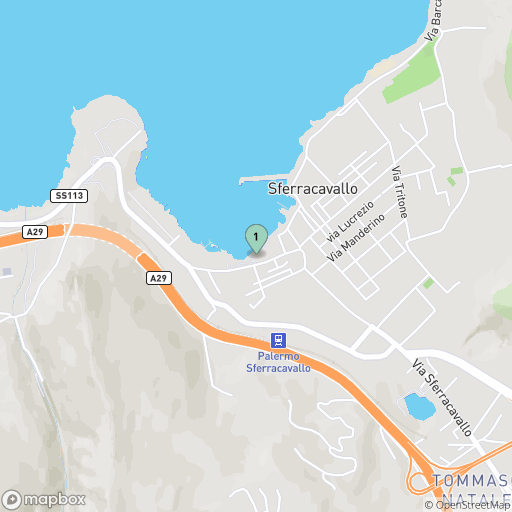 Via Barca
Sferracavallo
Via Tritone
SS113
via Lucrezio
A29
1
Via Manderino
A29
Palermo
Sferracavallo
Via Sferracavallo
TOMMASO
NATALE
mapbox
© OpenStreetMap